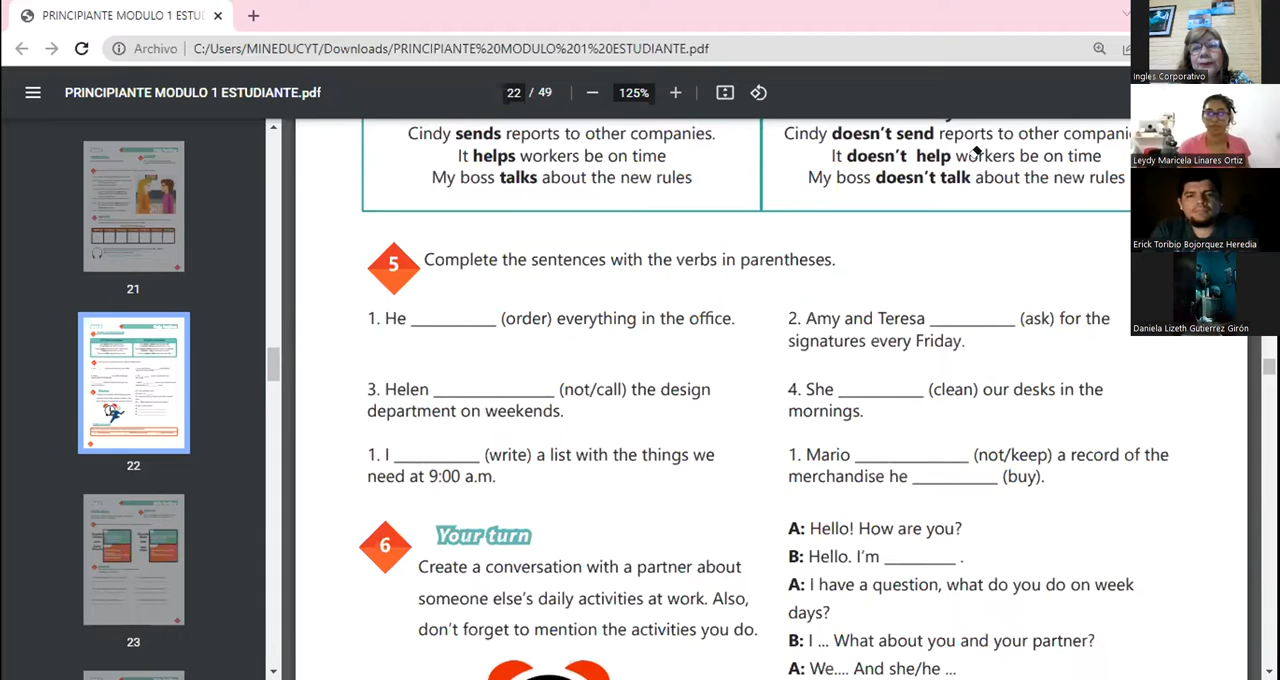 PRINCIPIANTE MODULO 1 ESTUD
Archivo
C:/Users/MINEDUCYT/Downloads/PRINCIPIANTE%20MODULO%201%20ESTUDIANTE.pdf
PRINCIPIANTE MODULO 1 ESTUDIANTE.pdf
22 / 49
125%
21
22
23
Cindy sends reports to other companies.
It helps workers be on time
My boss talks about the new rules
Cindy doesn't send reports to other companie
It doesn't help workers be on time
My boss doesn't talk about the new rules
5
Complete the sentences with the verbs in parentheses.
1. He __________ (order) everything in the office.
2. Amy and Teresa __________ (ask) for the
signatures every Friday.
3. Helen ______________ (not/call) the design
department on weekends.
4. She __________ (clean) our desks in the
mornings.
1. I __________ (write) a list with the things we
need at 9:00 a.m.
1. Mario _____________ (not/keep) a record of the
merchandise he __________ (buy).
6
Your turn
Create a conversation with a partner about
someone else's daily activities at work. Also,
don't forget to mention the activities you do.
A: Hello! How are you?
B: Hello. I'm ________ .
A: I have a question, what do you do on week
days?
B: I ... What about you and your partner?
A: We.... And she/he ...
Ingles Corporativo
Leydy Maricela Linares Ortiz
Erick Toribio Bojorquez Heredia
Daniela Lizeth Gutierrez Girón